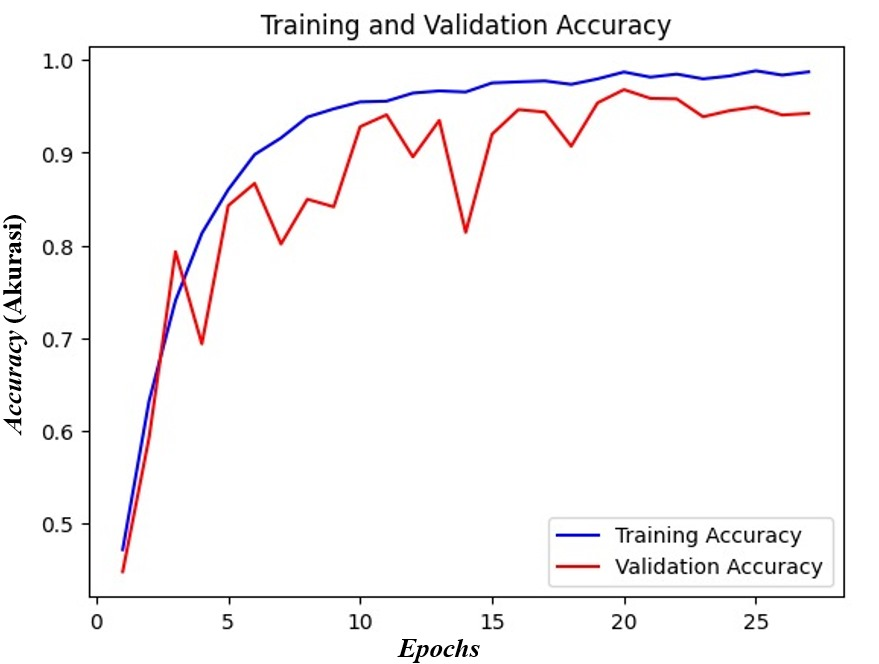 Training and Validation Accuracy
1.0
0.9
0.8
0.7
0.6
0.5
Accuracy (Akurasi)
0 5 10 15 20 25
Epochs
Training Accuracy
Validation Accuracy